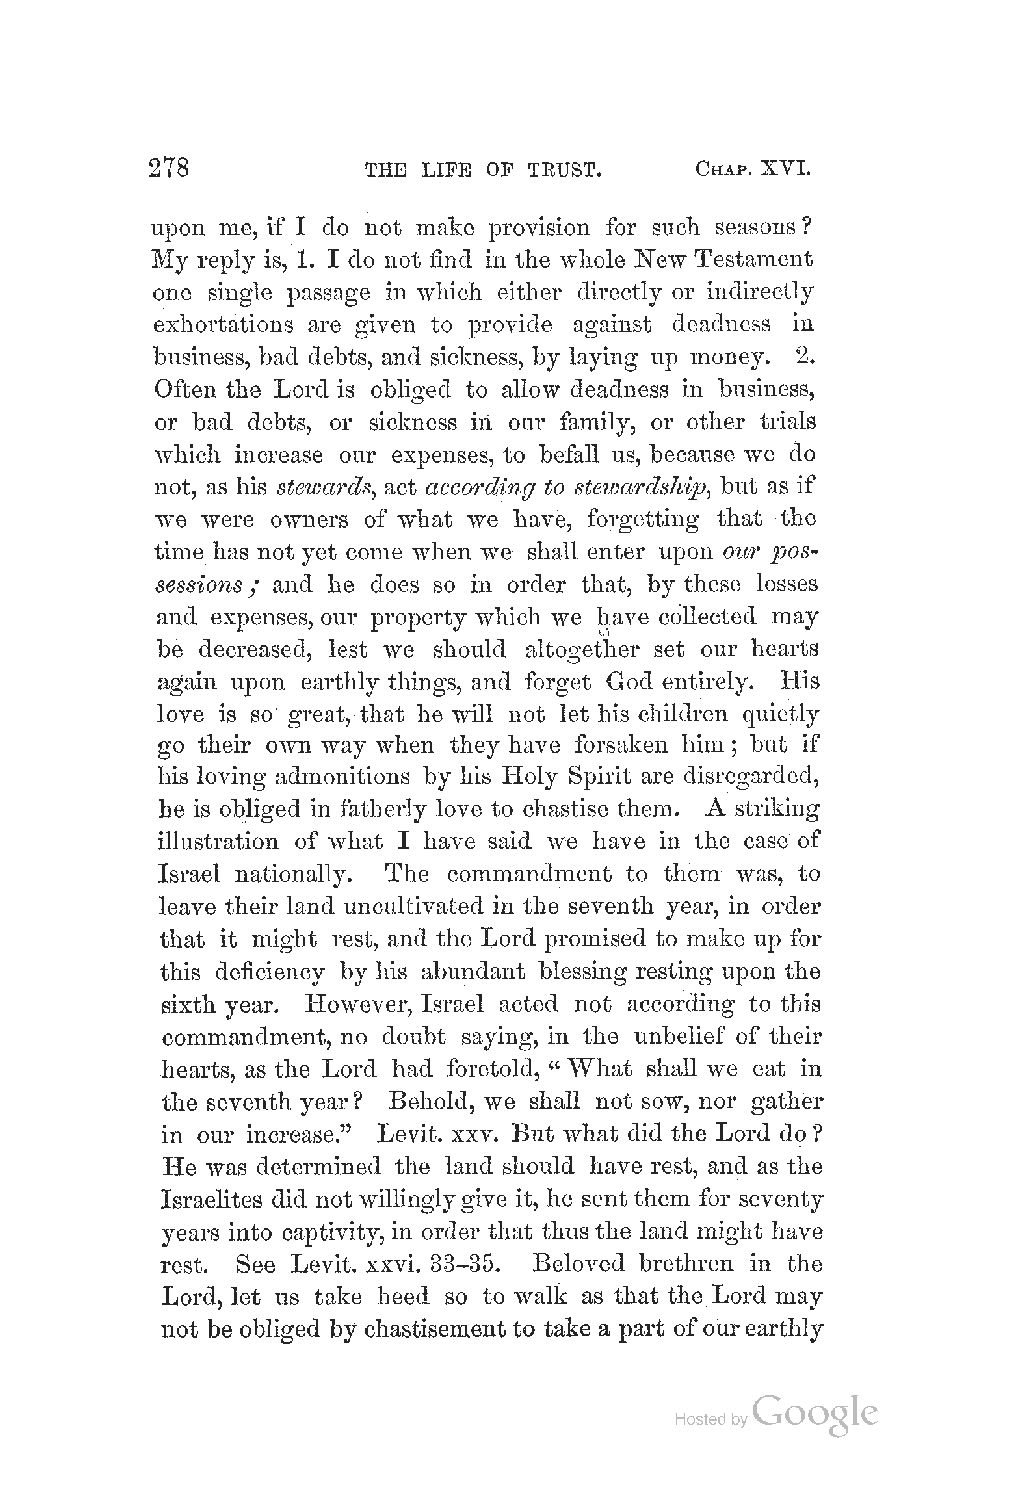 278 THE LIFE OF TRUST. CHAP. XVI.
upon me, if I do not make provision for such seasons?
My reply is, 1. I do not find in the whole New Testament
one single passage in which either directly or indirectly
exhortations are given to provide against deadness in
business, bad debts, and sickness, by laying up money. 2.
Often the Lord is obliged to allow deadness in business,
or bad debts, or sickness in our family, or other trials
which increase our expenses, to befall us, because we do
not, as his stewards, act according to stewardship, but as if
we were owners of what we have, forgetting that the
time has not yet come when we shall enter upon our pos-
sessions; and he does so in order that, by these losses
and expenses, our property which we have collected may
be decreased, lest we should altogether set our hearts
again upon earthly things, and forget God entirely. His
love is so great, that he will not let his children quietly
go their own way when they have forsaken him; but if
his loving admonitions by his Holy Spirit are disregarded,
he is obliged in fatherly love to chastise them. A striking
illustration of what I have said we have in the case of
Israel nationally. The commandment to them was, to
leave their land uncultivated in the seventh year, in order
that it might rest, and the Lord promised to make up for
this deficiency by his abundant blessing resting upon the
sixth year. However, Israel acted not according to this
commandment, no doubt saying, in the unbelief of their
hearts, as the Lord had foretold, "What shall we eat in
the seventh year? Behold, we shall not sow, nor gather
in our increase." Levit. xxv. But what did the Lord do?
He was determined the land should have rest, and as the
Israelites did not willingly give it, he sent them for seventy
years into captivity, in order that thus the land might have
rest. See Levit. xxvi. 33–35. Beloved brethren in the
Lord, let us take heed so to walk as that the Lord may
not be obliged by chastisement to take a part of our earthly
Hosted by Google